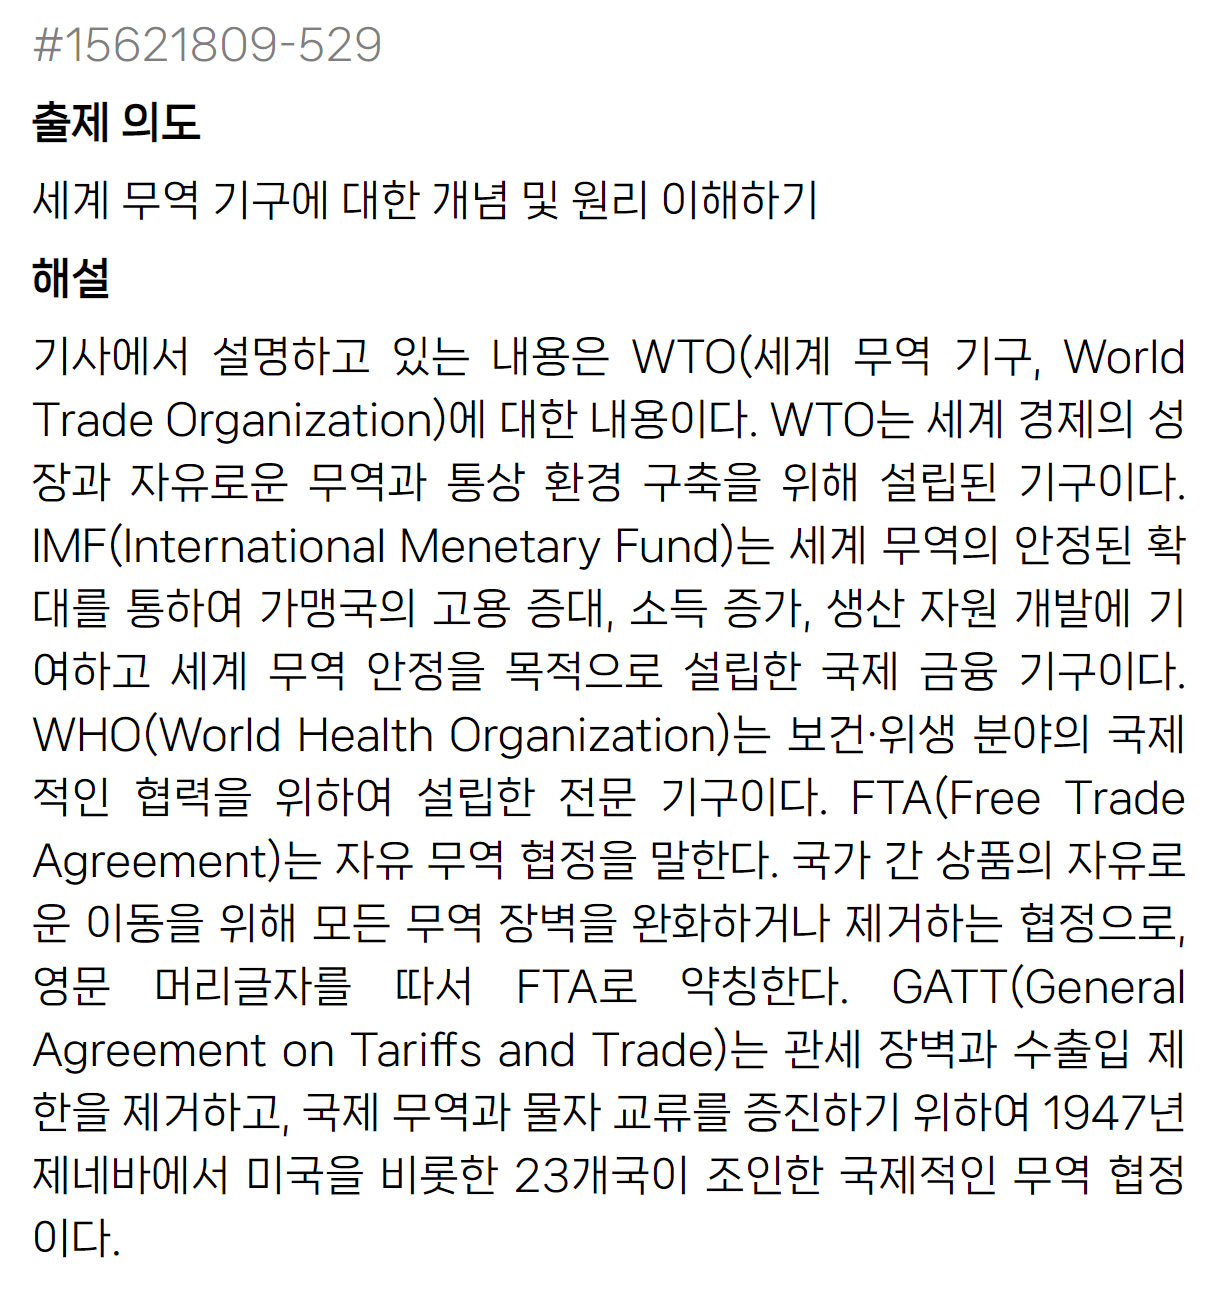 #15621809-529
출제 의도
세계 무역 기구에 대한 개념 및 원리 이해하기
해설
기사에서 설명하고 있는 내용은 WTO(세계 무역 기구, World
Trade Organization)에 대한 내용이다. WTO는 세계 경제의 성
장과 자유로운 무역과 통상 환경 구축을 위해 설립된 기구이다.
IMF(International Menetary Fund)는 세계 무역의 안정된 확
대를 통하여 가맹국의 고용 증대, 소득 증가, 생산 자원 개발에 기
여하고 세계 무역 안정을 목적으로 설립한 국제 금융 기구이다.
WHO(World Health Organization)는 보건·위생 분야의 국제
적인 협력을 위하여 설립한 전문 기구이다. FTA(Free Trade
Agreement)는 자유 무역 협정을 말한다. 국가 간 상품의 자유로
운 이동을 위해 모든 무역 장벽을 완화하거나 제거하는 협정으로,
영문 머리글자를 따서 FTA로 약칭한다. GATT(General
Agreement on Tariffs and Trade)는 관세 장벽과 수출입 제
한을 제거하고, 국제 무역과 물자 교류를 증진하기 위하여 1947년
제네바에서 미국을 비롯한 23개국이 조인한 국제적인 무역 협정
이다.